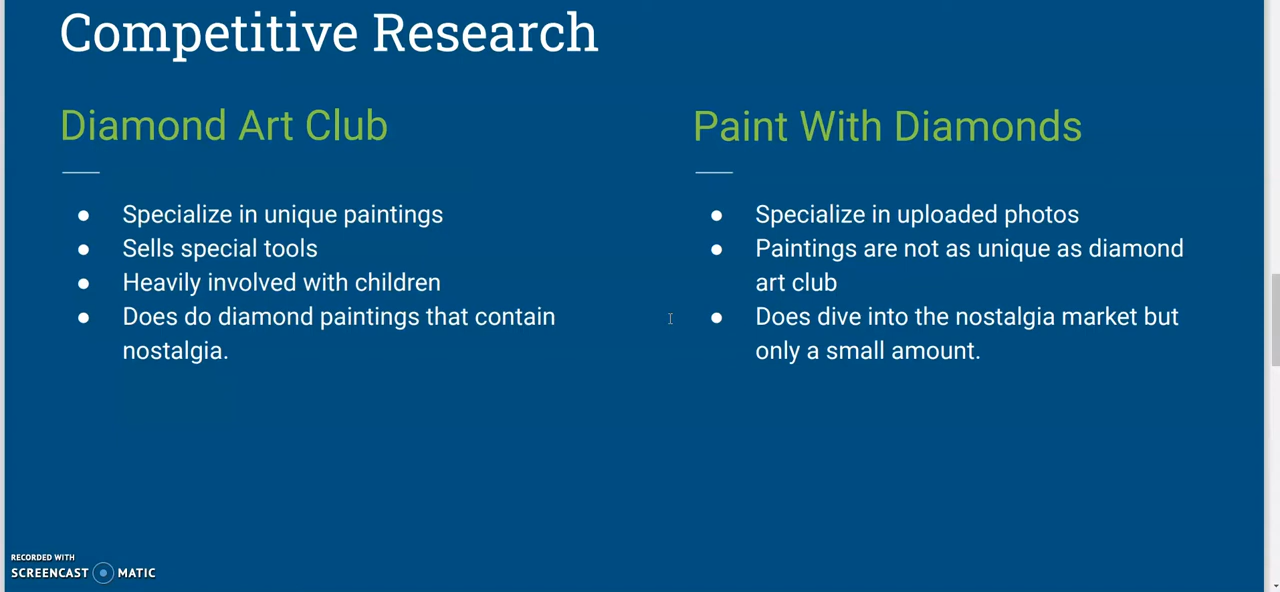 Competitive Research
Diamond Art Club
● Specialize in unique paintings
● Sells special tools
● Heavily involved with children
● Does do diamond paintings that contain
nostalgia.
Paint With Diamonds
● Specialize in uploaded photos
● Paintings are not as unique as diamond
art club
● Does dive into the nostalgia market but
only a small amount.
RECORDED WITH
SCREENCAST MATIC